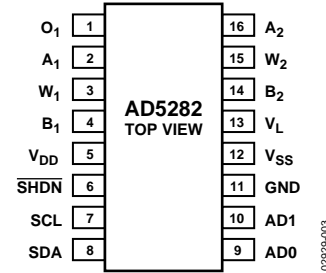 O1 1 16 A2
A1 2 15 W2
W1 3 AD5282 14 B2
B1 4 TOP VIEW 13 VL
VDD 5 12 VSS
SHDN 6 11 GND
SCL 7 10 AD1
SDA 8 9 AD0
02929-003